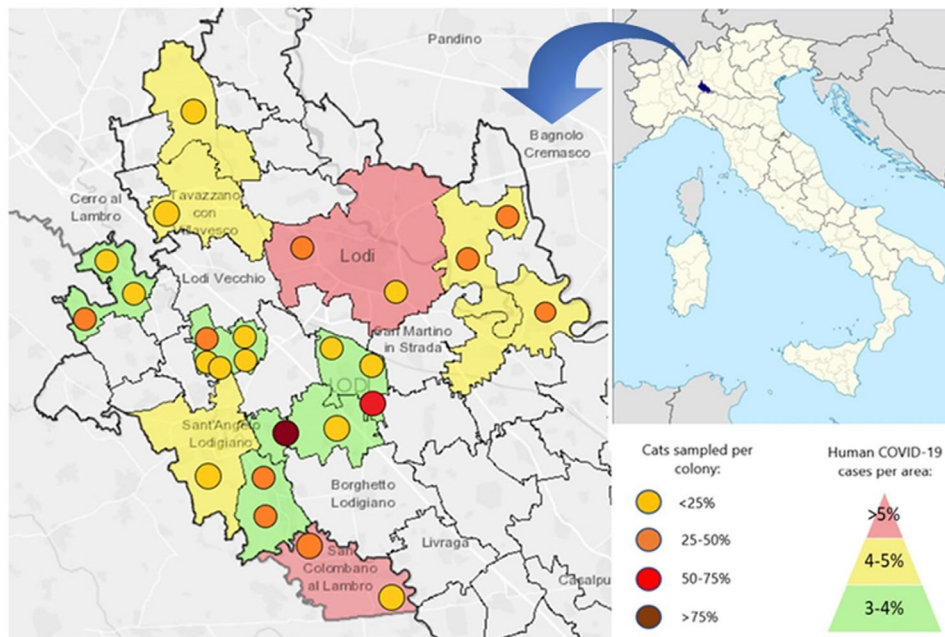 Pandino
Bagnolo
Cremasco
Cerro al
Lambro
Tavazzano
con
Villavesco
Lodi
Lodi Vecchio
San Martino
in Strada
LODI
Sant'Angelo
Lodigiano
Borghetto
Lodigiano
Livraga
San
Colombano
al Lambro
Casalpu
Cats sampled per
colony:
<25%
25-50%
50-75%
>75%
Human COVID-19
cases per area:
>5%
4-5%
3-4%